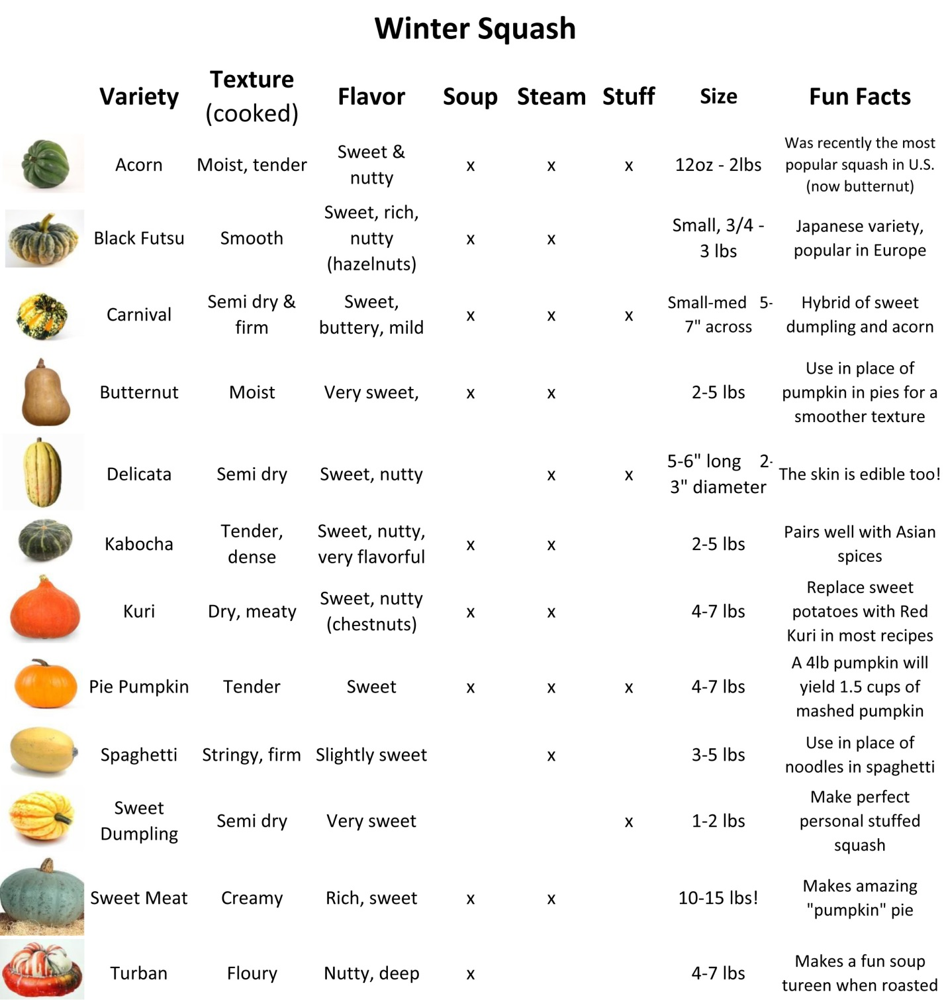 Winter Squash
Variety Texture (cooked) Flavor Soup Steam Stuff Size Fun Facts
Acorn Moist, tender Sweet & nutty x x x 12oz - 2lbs Was recently the most popular squash in U.S. (now butternut)
Black Futsu Smooth Sweet, rich, nutty (hazelnuts) x x Small, 3/4 - 3 lbs Japanese variety, popular in Europe
Carnival Semi dry & firm Sweet, buttery, mild x x x Small-med 5-7" across Hybrid of sweet dumpling and acorn
Butternut Moist Very sweet, x x 2-5 lbs Use in place of pumpkin in pies for a smoother texture
Delicata Semi dry Sweet, nutty x x 5-6" long 2-3" diameter The skin is edible too!
Kabocha Tender, dense Sweet, nutty, very flavorful x x 2-5 lbs Pairs well with Asian spices
Kuri Dry, meaty Sweet, nutty (chestnuts) x x 4-7 lbs Replace sweet potatoes with Red Kuri in most recipes
Pie Pumpkin Tender Sweet x x x 4-7 lbs A 4lb pumpkin will yield 1.5 cups of mashed pumpkin
Spaghetti Stringy, firm Slightly sweet x 3-5 lbs Use in place of noodles in spaghetti
Sweet Dumpling Semi dry Very sweet x 1-2 lbs Make perfect personal stuffed squash
Sweet Meat Creamy Rich, sweet x x 10-15 lbs! Makes amazing "pumpkin" pie
Turban Floury Nutty, deep x 4-7 lbs Makes a fun soup tureen when roasted